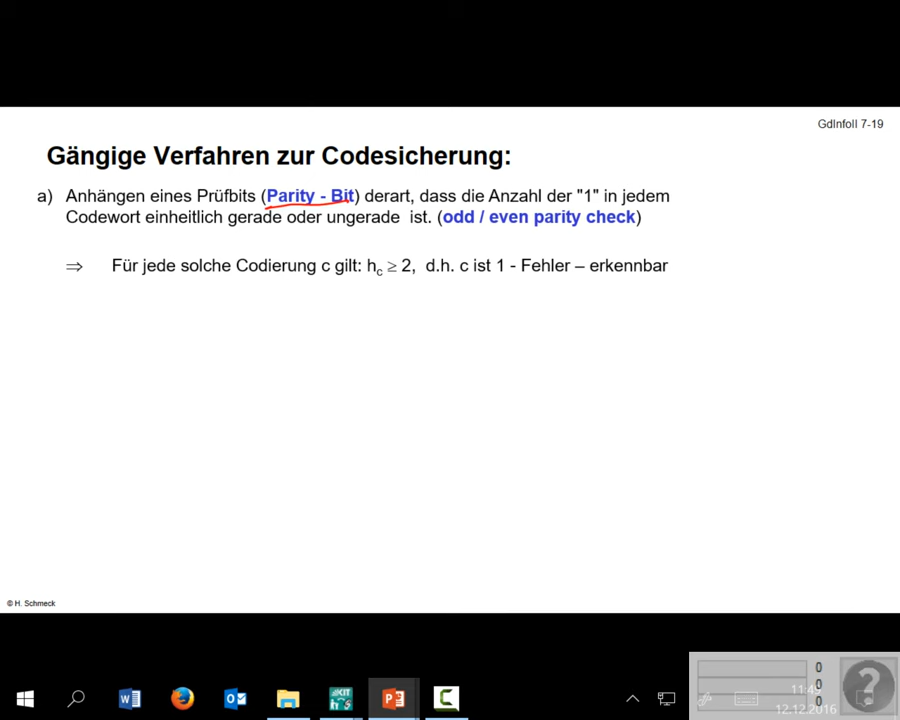 GdInfoII 7-19
Gängige Verfahren zur Codesicherung:
a) Anhängen eines Prüfbits (Parity - Bit) derart, dass die Anzahl der "1" in jedem
Codewort einheitlich gerade oder ungerade ist. (odd / even parity check)
⇒ Für jede solche Codierung c gilt: hc ≥ 2, d.h. c ist 1 - Fehler – erkennbar
© H. Schmeck
0
0
0
12.12.2016